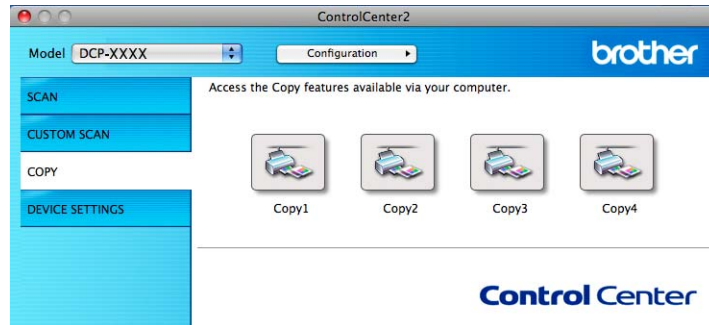 ControlCenter2
Model DCP-XXXX Configuration brother
SCAN
CUSTOM SCAN
COPY
DEVICE SETTINGS
Access the Copy features available via your computer.
Copy1 Copy2 Copy3 Copy4
Control Center